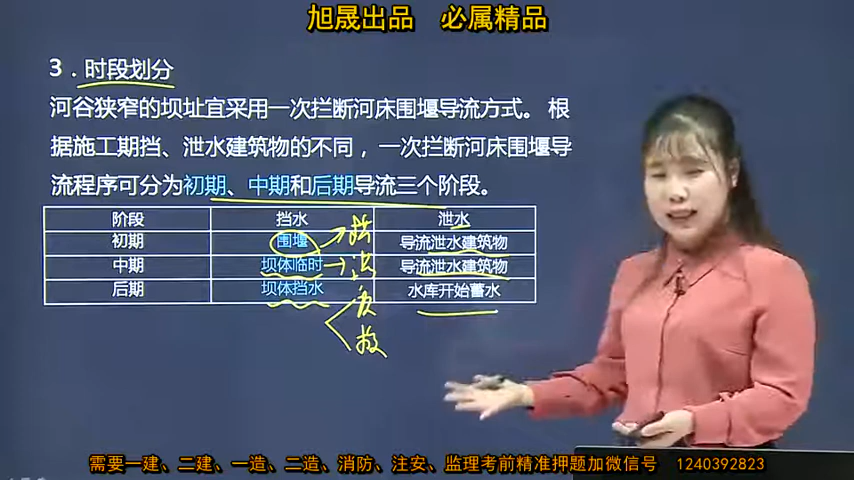 旭晟出品 必属精品
3．时段划分
河谷狭窄的坝址宜采用一次拦断河床围堰导流方式。根
据施工期挡、泄水建筑物的不同，一次拦断河床围堰导
流程序可分为初期、中期和后期导流三个阶段。
阶段 挡水 泄水
初期 围堰 导流泄水建筑物
中期 坝体临时 导流泄水建筑物
后期 坝体挡水 水库开始蓄水
需要一建、二建、一造、二造、消防、注安、监理考前精准押题加微信号 1240392823